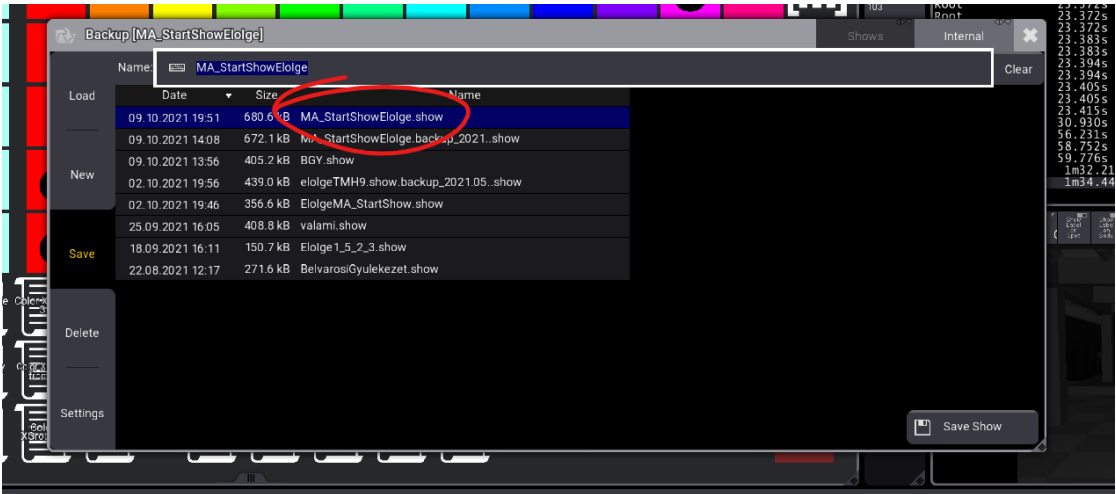 103
Root
Root
23.372s
Backup [MA_StartShowElolge]
Shows
Internal
23.372s
23.383s
23.383s
Name:
MA_StartShowElolge
Clear
23.394s
23.394s
Load
Date
Size
Name
23.405s
23.405s
09.10.2021 19:51 680.6 kB MA_StartShowElolge.show
23.415s
30.930s
09.10.2021 14:08 672.1 kB MA_StartShowElolge.backup_2021..show
56.231s
58.752s
09.10.2021 13:56 405.2 kB BGY.show
59.776s
1m32.21
New
02.10.2021 19:56 439.0 kB elolgeTMH9.show.backup_2021.05..show
1m34.44
02.10.2021 19:46 356.6 kB ElolgeMA_StartShow.show
25.09.2021 16:05 408.8 kB valami.show
Save
18.09.2021 16:11 150.7 kB Elolge1_5_2_3.show
22.08.2021 12:17 271.6 kB BelvarosiGyulekezet.show
Delete
Settings
Save Show